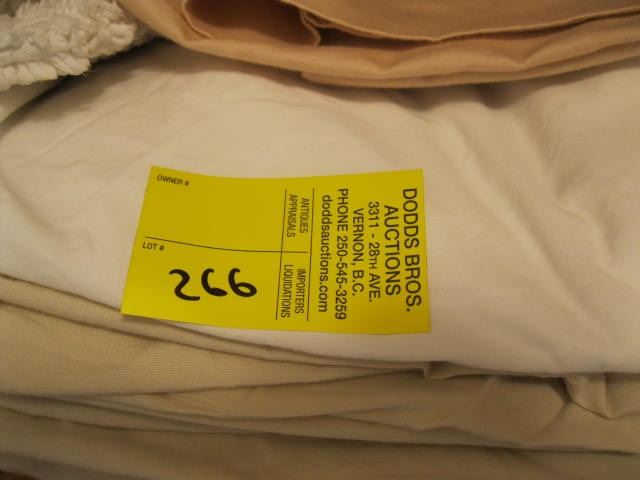 DODDS BROS.
AUCTIONS
3311 - 28TH AVE.
VERNON, B.C.
PHONE 250-545-3259
doddsauctions.com
ANTIQUES
APPRAISALS
IMPORTERS
LIQUIDATIONS
OWNER #
LOT #
266